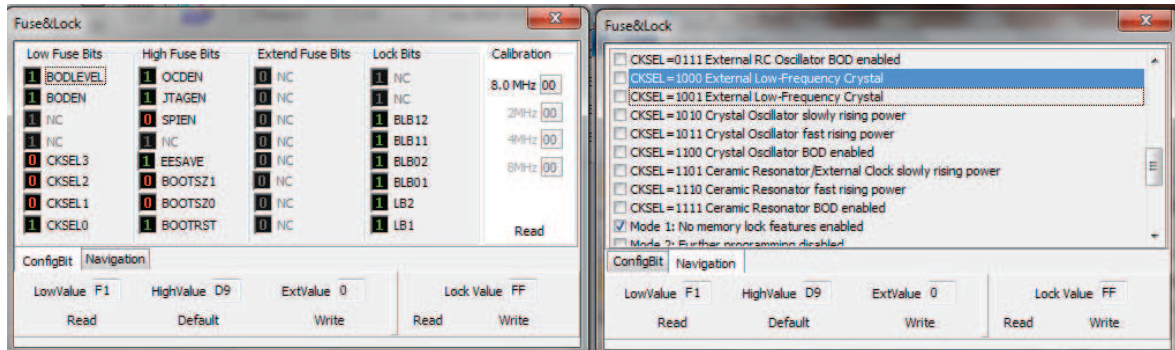 Fuse&Lock
Low Fuse Bits High Fuse Bits Extend Fuse Bits Lock Bits Calibration
1 BODLEVEL 1 OCDEN 0 NC 1 NC
8.0 MHz 00
1 BODEN 1 JTAGEN 0 NC 1 NC
2MHz 00
1 NC 0 SPIEN 0 NC 1 BLB12
1 NC 1 NC 0 NC 1 BLB11
4MHz 00
0 CKSEL3 1 EESAVE 0 NC 1 BLB02
8MHz 00
0 CKSEL2 0 BOOTSZ1 0 NC 1 BLB01
0 CKSEL1 0 BOOTSZ0 0 NC 1 LB2
1 CKSEL0 1 BOOTRST 0 NC 1 LB1
Read
ConfigBit Navigation
LowValue F1 HighValue D9 ExtValue 0 Lock Value FF
Read Default Write Read Write
Fuse&Lock
CKSEL=0111 External RC Oscillator BOD enabled
CKSEL=1000 External Low-Frequency Crystal
CKSEL=1001 External Low-Frequency Crystal
CKSEL=1010 Crystal Oscillator slowly rising power
CKSEL=1011 Crystal Oscillator fast rising power
CKSEL=1100 Crystal Oscillator BOD enabled
CKSEL=1101 Ceramic Resonator/External Clock slowly rising power
CKSEL=1110 Ceramic Resonator fast rising power
CKSEL=1111 Ceramic Resonator BOD enabled
Mode 1: No memory lock features enabled
Mode 2: Further programming disabled
ConfigBit Navigation
LowValue F1 HighValue D9 ExtValue 0 Lock Value FF
Read Default Write Read Write